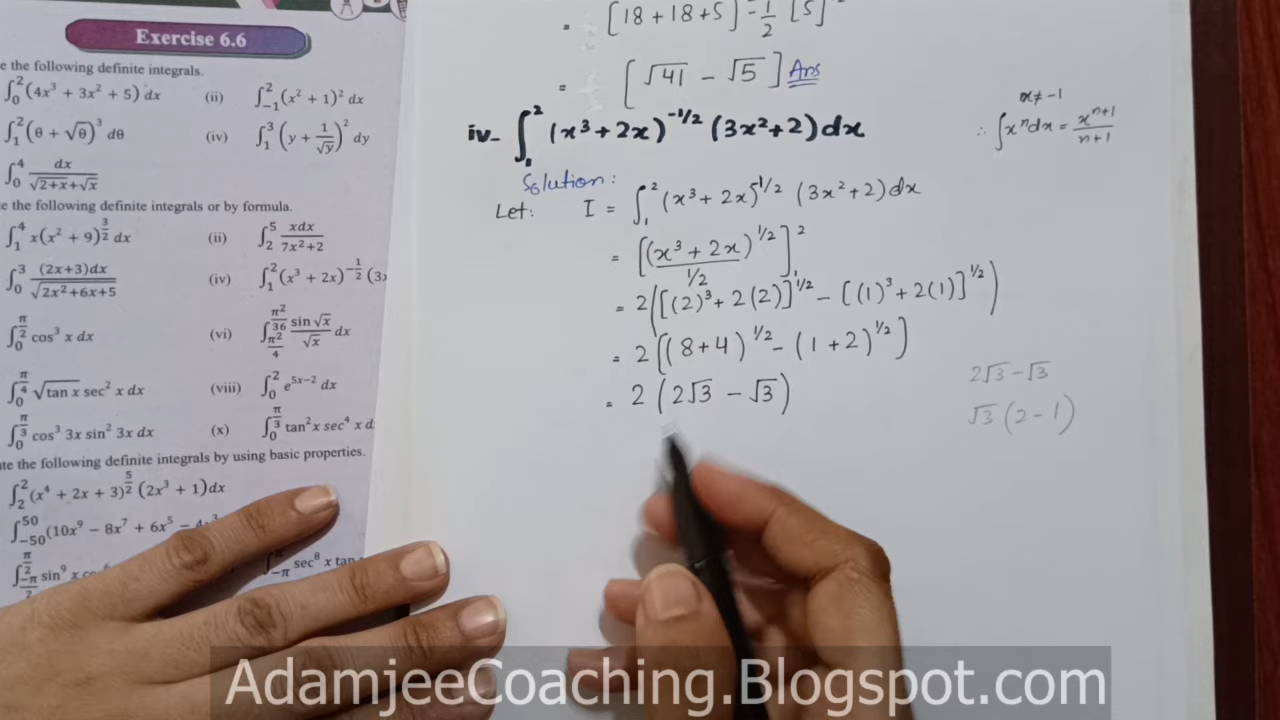 Exercise 6.6
e the following definite integrals.
∫₀²(4x³ + 3x² + 5) dx (ii) ∫₋₁²(x² + 1)² dx
∫₁²(θ + √θ)³ dθ (iv) ∫₁³(y + 1/√y)² dy
∫₀⁴ dx/(√2+x + √x)
e the following definite integrals or by formula.
∫₁⁴ x(x² + 9)^(3/2) dx (ii) ∫₂⁵ xdx/(7x²+2)
∫₀³ (2x+3)dx/√(2x²+6x+5) (iv) ∫₁²(x³ + 2x)^(-1/2) (3x
∫₀^(π/2) cos³ x dx (vi) ∫ sin √x/√x dx
∫₀^(π/4) √tan x sec² x dx (viii) ∫₀² e^(5x−2) dx
∫₀^(π/3) cos³ 3x sin² 3x dx (x) ∫₀^(π/3) tan²x sec⁴ x d
te the following definite integrals by using basic properties.
∫₂²(x⁴ + 2x + 3)^(5/2) (2x³ + 1)dx
∫₋₅₀⁵⁰(10x⁹ − 8x⁷ + 6x⁵ −
sin⁹ x sec⁸ x tan
= [18 + 18 + 5] - 1/2 [5]
= [√41 - √5] Ans
iv- ∫₁² (x³ + 2x)^(-1/2) (3x² + 2) dx
x ≠ -1
∴ ∫xⁿdx = x^(n+1)/(n+1)
Solution:
Let: I = ∫₁² (x³ + 2x)^(1/2) (3x² + 2) dx
= [(x³ + 2x)^(1/2)/(1/2)]₁²
= 2([(2)³ + 2(2)]^(1/2) - [(1)³ + 2(1)]^(1/2))
= 2[(8+4)^(1/2) - (1+2)^(1/2)]
= 2(2√3 - √3)
2√3 - √3
√3(2 - 1)
AdamjeeCoaching.Blogspot.com